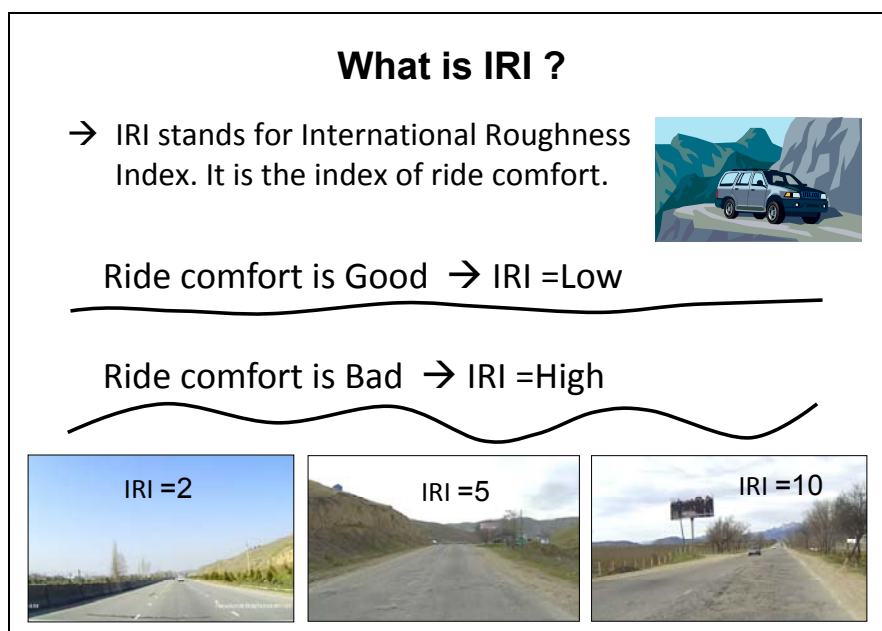 What is IRI ?
→ IRI stands for International Roughness
Index. It is the index of ride comfort.
Ride comfort is Good → IRI =Low
Ride comfort is Bad → IRI =High
IRI =2
IRI =5
IRI =10